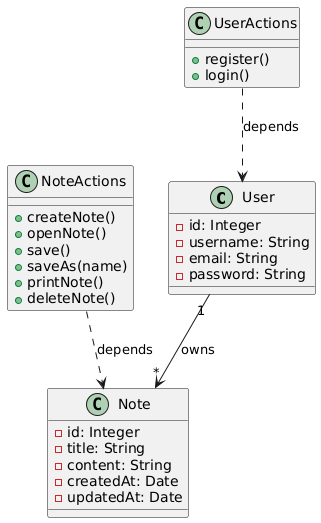 C UserActions
register()
login()
depends
C NoteActions
createNote()
openNote()
save()
saveAs(name)
printNote()
deleteNote()
C User
id: Integer
username: String
email: String
password: String
depends
1
owns
*
C Note
id: Integer
title: String
content: String
createdAt: Date
updatedAt: Date